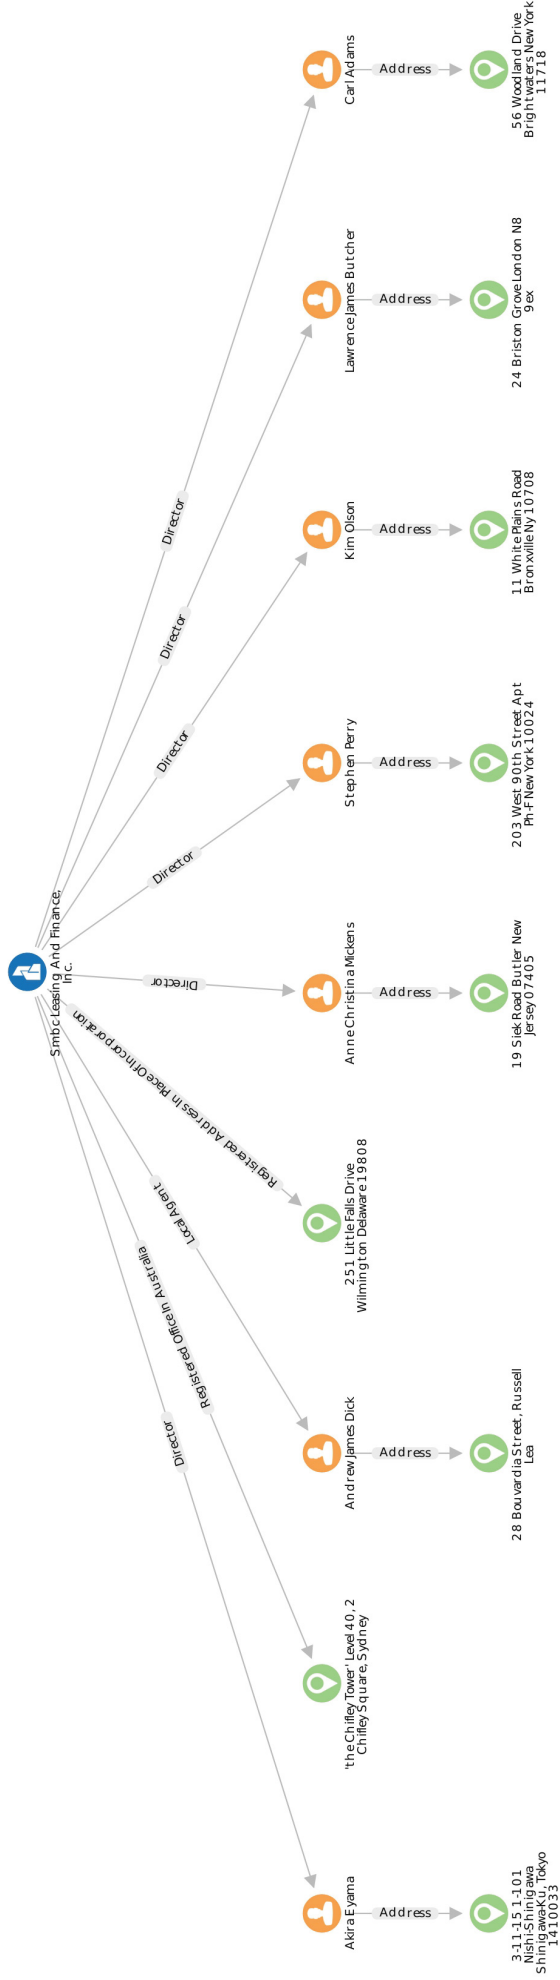 Smbc Leasing And Finance,
Inc.
Director
Director
Director
Director
Director
Registered Address In Place Of Incorporation
Local Agent
Registered Office In Australia
Director
Carl Adams
Address
56 Woodland Drive
Brightwaters New York
11718
Lawrence James Butcher
Address
24 Briston Grove London N8
9ex
Kim Olson
Address
11 White Plains Road
Bronxville Ny 10708
Stephen Perry
Address
203 West 90th Street Apt
Ph-F New York 10024
Anne Christina Mickens
Address
19 Siek Road Butler New
Jersey 07405
251 Little Falls Drive
Wilmington Delaware 19808
Andrew James Dick
Address
28 Bouvardia Street, Russell
Lea
'the Chifley Tower' Level 40, 2
Chifley Square, Sydney
Akira Eyama
Address
3-11-15 1-101
Nishi-Shinigawa
Shinigawa-Ku, Tokyo
1410033